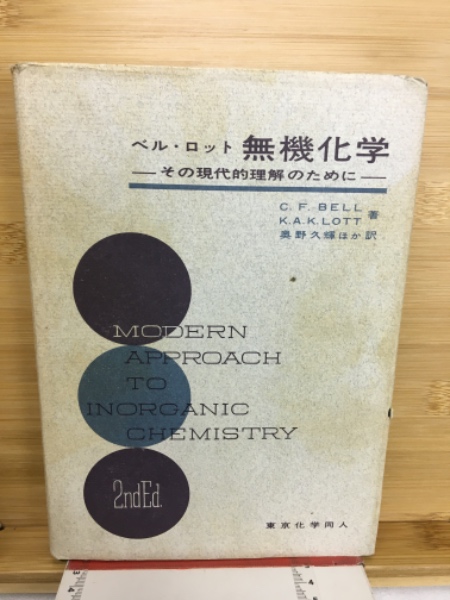 ベル・ロット 無機化学
―その現代的理解のために―
C. F. BELL
K.A.K.LOTT 著
奥野久輝ほか訳
MODERN
APPROACH
TO
INORGANIC
CHEMISTRY
2nd Ed.
東京化学同人